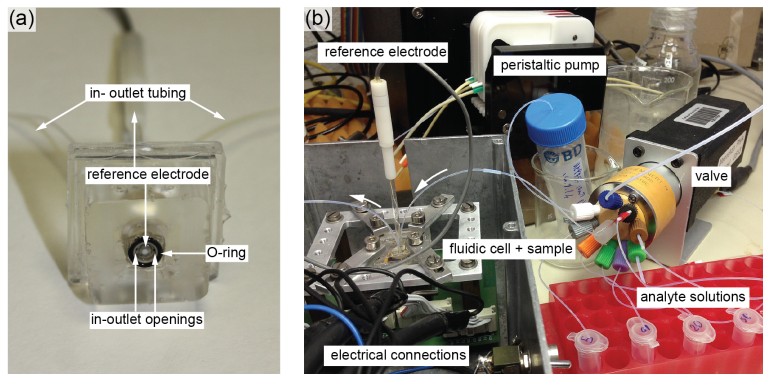 (a)
in- outlet tubing
reference electrode
O-ring
in-outlet openings
(b)
reference electrode
peristaltic pump
BD
valve
fluidic cell + sample
analyte solutions
electrical connections